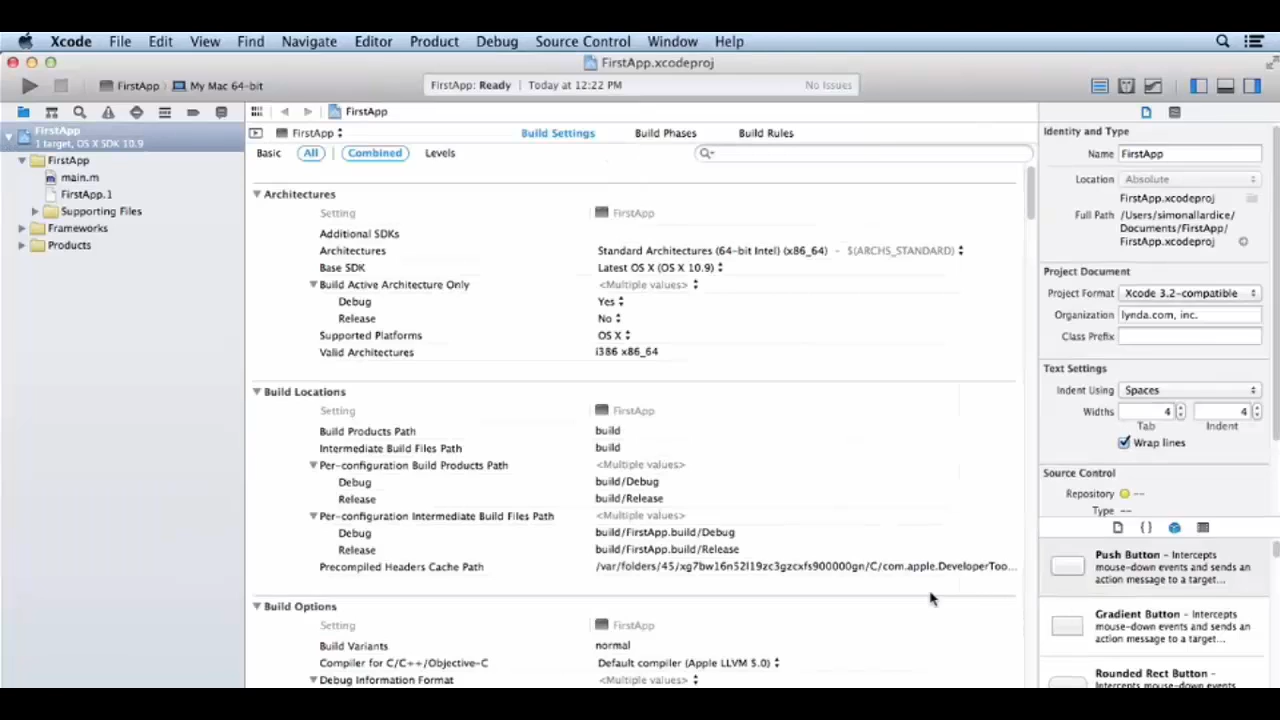 Xcode File Edit View Find Navigate Editor Product Debug Source Control Window Help
FirstApp.xcodeproj
FirstApp My Mac 64-bit
FirstApp: Ready Today at 12:22 PM No Issues
FirstApp
1 target, OS X SDK 10.9
FirstApp
main.m
FirstApp.1
Supporting Files
Frameworks
Products
FirstApp
FirstApp Build Settings Build Phases Build Rules
Basic All Combined Levels
Architectures
Setting FirstApp
Additional SDKs
Architectures Standard Architectures (64-bit Intel) (x86_64) - $(ARCHS_STANDARD)
Base SDK Latest OS X (OS X 10.9)
Build Active Architecture Only <Multiple values>
Debug Yes
Release No
Supported Platforms OS X
Valid Architectures i386 x86_64
Build Locations
Setting FirstApp
Build Products Path build
Intermediate Build Files Path build
Per-configuration Build Products Path <Multiple values>
Debug build/Debug
Release build/Release
Per-configuration Intermediate Build Files Path <Multiple values>
Debug build/FirstApp.build/Debug
Release build/FirstApp.build/Release
Precompiled Headers Cache Path /var/folders/45/xg7bw16n52l19zc3gzcxfs900000gn/C/com.apple.DeveloperToo...
Build Options
Setting FirstApp
Build Variants normal
Compiler for C/C++/Objective-C Default compiler (Apple LLVM 5.0)
Debug Information Format <Multiple values>
Identity and Type
Name FirstApp
Location Absolute
FirstApp.xcodeproj
Full Path /Users/simonallardice/
Documents/FirstApp/
FirstApp.xcodeproj
Project Document
Project Format Xcode 3.2-compatible
Organization lynda.com, inc.
Class Prefix
Text Settings
Indent Using Spaces
Widths 4 4
Tab Indent
Wrap lines
Source Control
Repository --
Type --
Push Button - Intercepts
mouse-down events and sends an
action message to a target...
Gradient Button - Intercepts
mouse-down events and sends an
action message to a target...
Rounded Rect Button -
Intercepts mouse-down events and